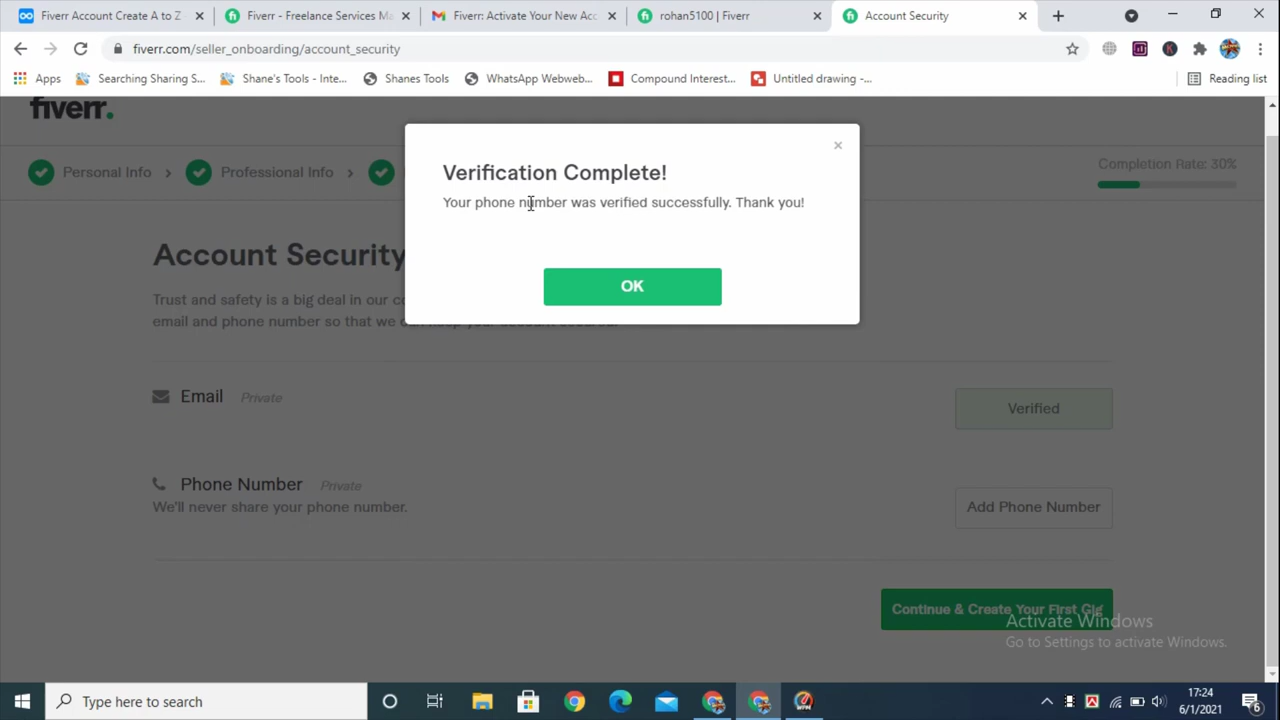 Fiverr Account Create A to Z
Fiverr - Freelance Services Ma
Fiverr: Activate Your New Acc
rohan5100 | Fiverr
Account Security
fiverr.com/seller_onboarding/account_security
Apps
Searching Sharing S...
Shane's Tools - Inte...
Shanes Tools
WhatsApp Webweb...
Compound Interest...
Untitled drawing -...
Reading list
fiverr.
Personal Info
Professional Info
Completion Rate: 30%
Verification Complete!
Your phone number was verified successfully. Thank you!
OK
Account Security
Trust and safety is a big deal in our
email and phone number so that we
Email Private
Verified
Phone Number Private
We'll never share your phone number.
Add Phone Number
Continue & Create Your First Gig
Activate Windows
Go to Settings to activate Windows.
Type here to search
17:24
6/1/2021
6